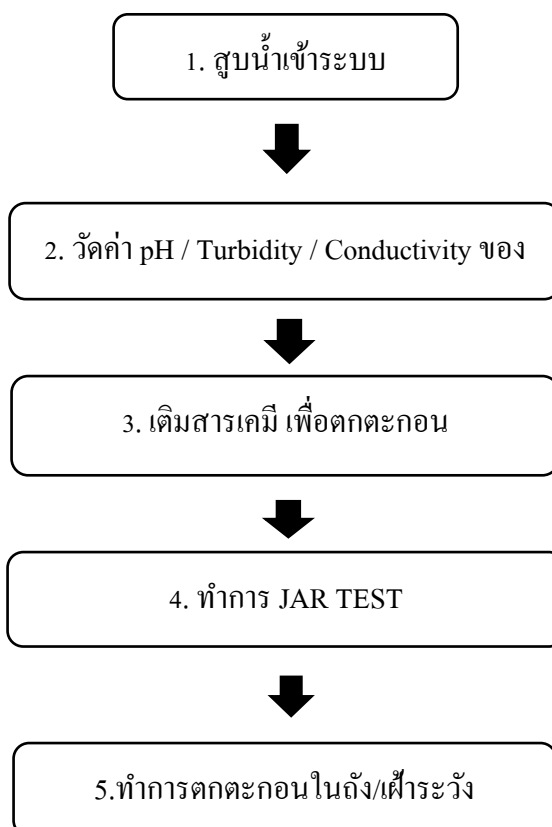 1. สูบน้ำเข้าระบบ
2. วัดค่า pH / Turbidity / Conductivity ของ
3. เติมสารเคมี เพื่อตกตะกอน
4. ทำการ JAR TEST
5.ทำการตกตะกอนในถัง/เฝ้าระวัง